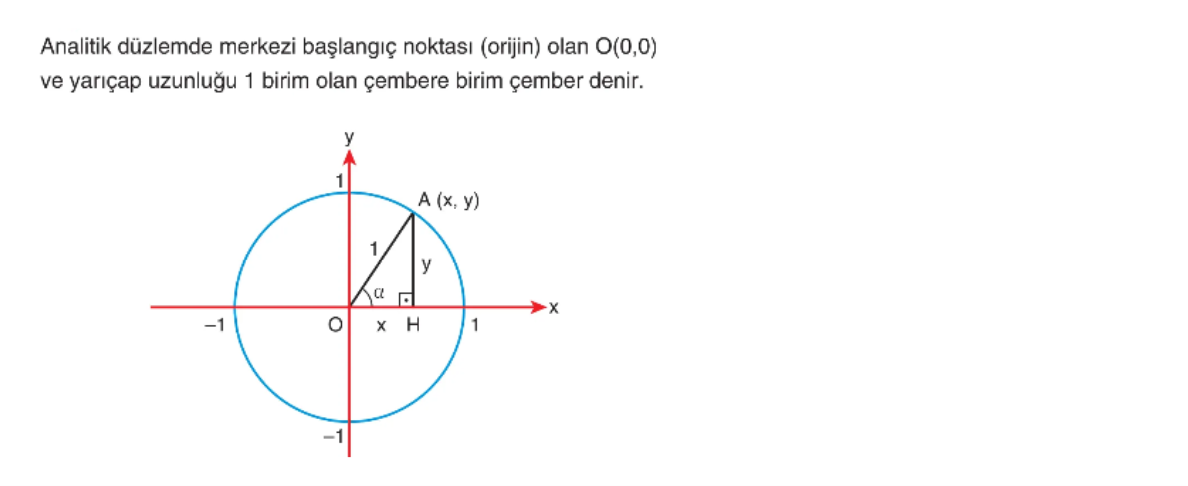 Analitik düzlemde merkezi başlangıç noktası (orijin) olan O(0,0)
ve yarıçap uzunluğu 1 birim olan çembere birim çember denir.
y
1
A (x, y)
1
y
α
x
–1
O
x
H
1
–1